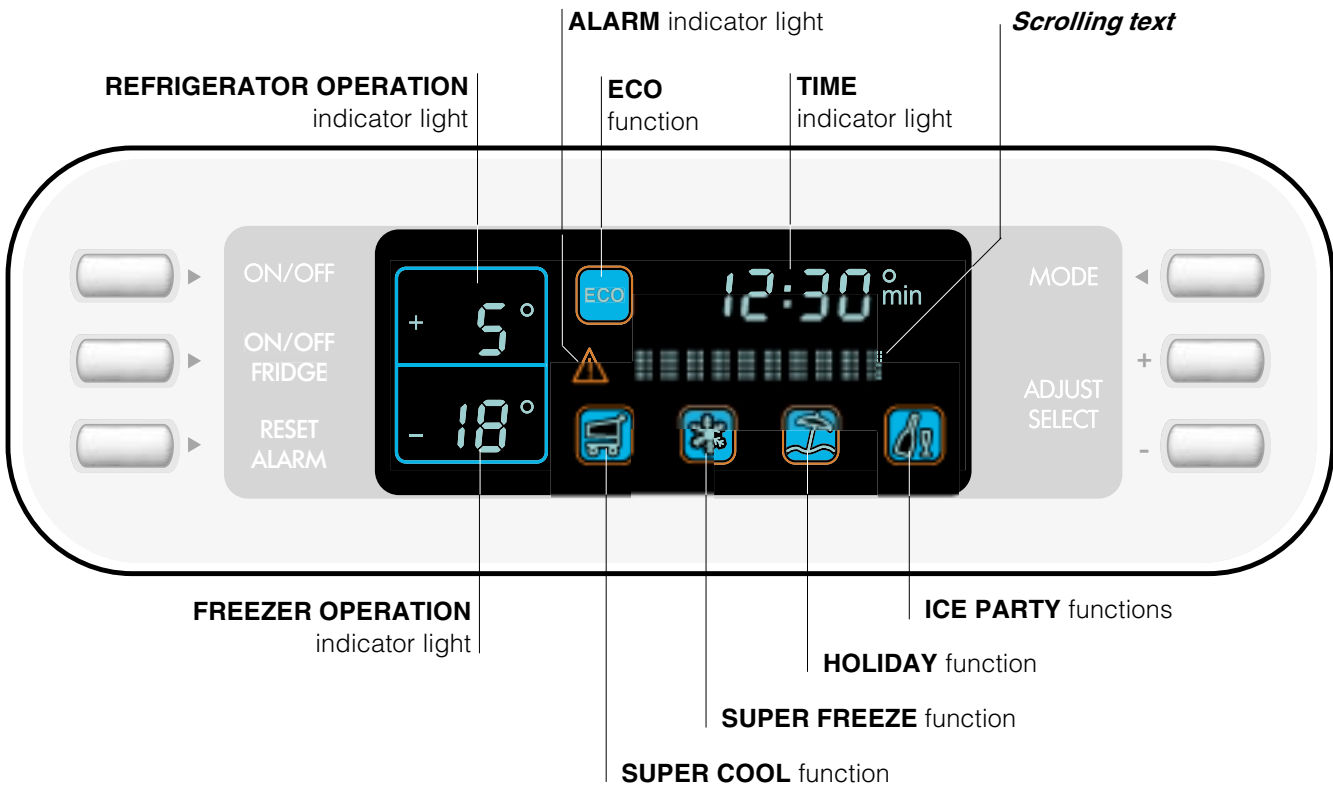 ALARM indicator light
Scrolling text
REFRIGERATOR OPERATION
indicator light
ECO
function
TIME
indicator light
ON/OFF
ON/OFF
FRIDGE
RESET
ALARM
+ 5°
- 18°
ECO
12:30 ° min
MODE
+
ADJUST
SELECT
-
FREEZER OPERATION
indicator light
ICE PARTY functions
HOLIDAY function
SUPER FREEZE function
SUPER COOL function